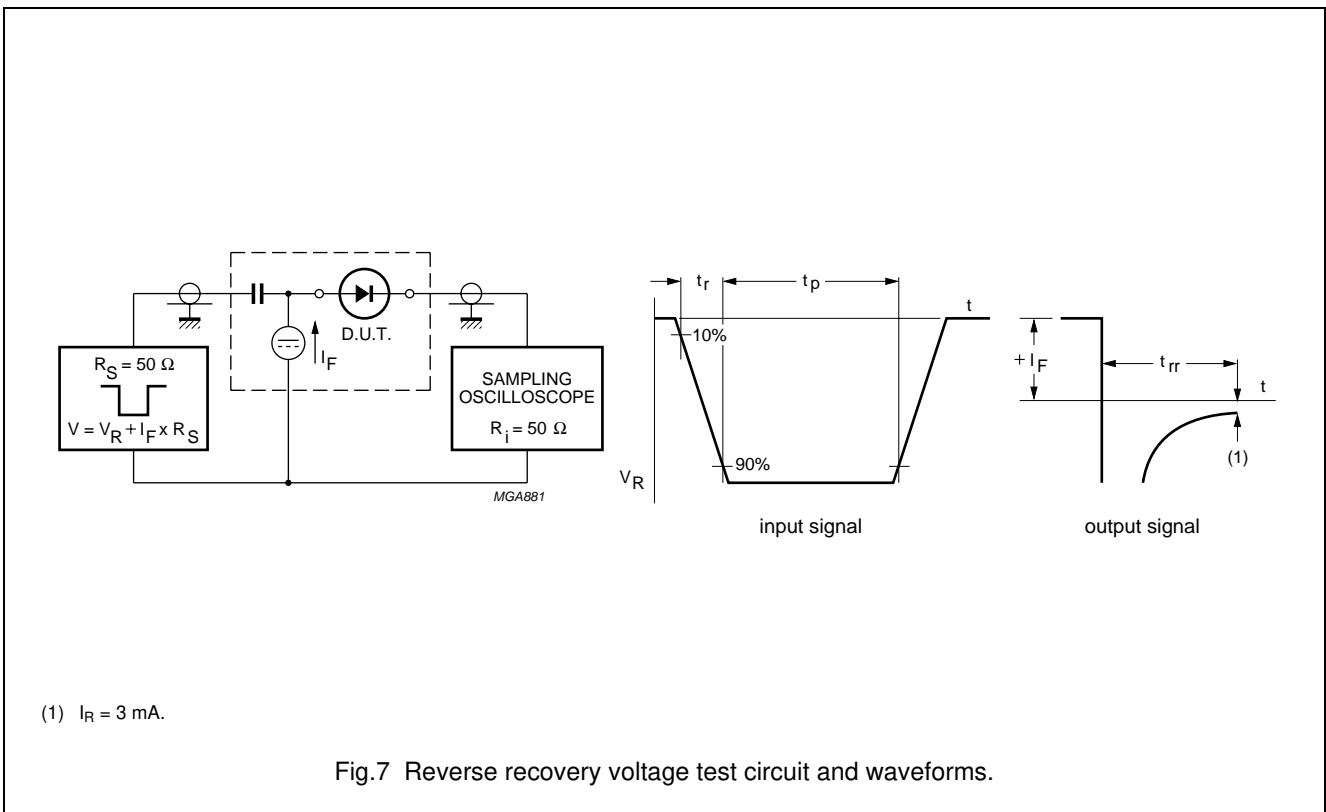 R_S = 50 Ω
V = V_R + I_F x R_S
I_F
D.U.T.
SAMPLING
OSCILLOSCOPE
R_i = 50 Ω
MGA881
t_r
t_p
t
10%
90%
V_R
input signal
+ I_F
t_rr
t
(1)
output signal
(1) I_R = 3 mA.
Fig.7 Reverse recovery voltage test circuit and waveforms.